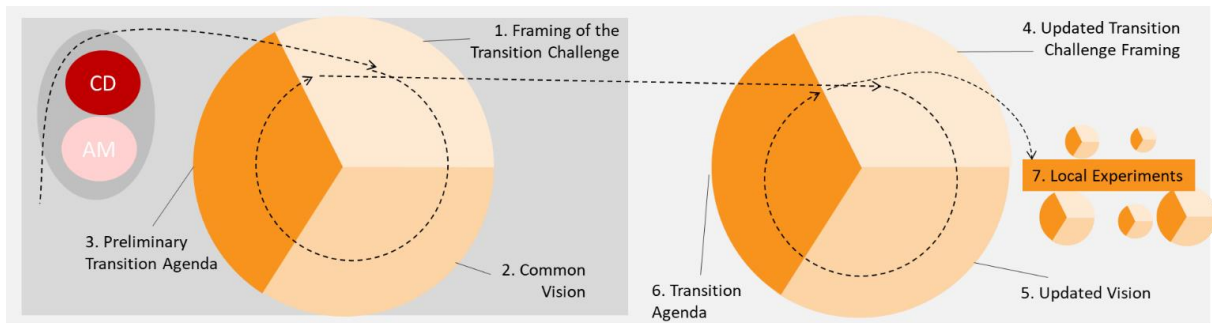 CD
AM
1. Framing of the
Transition Challenge
2. Common
Vision
3. Preliminary
Transition Agenda
4. Updated Transition
Challenge Framing
5. Updated Vision
6. Transition
Agenda
7. Local Experiments